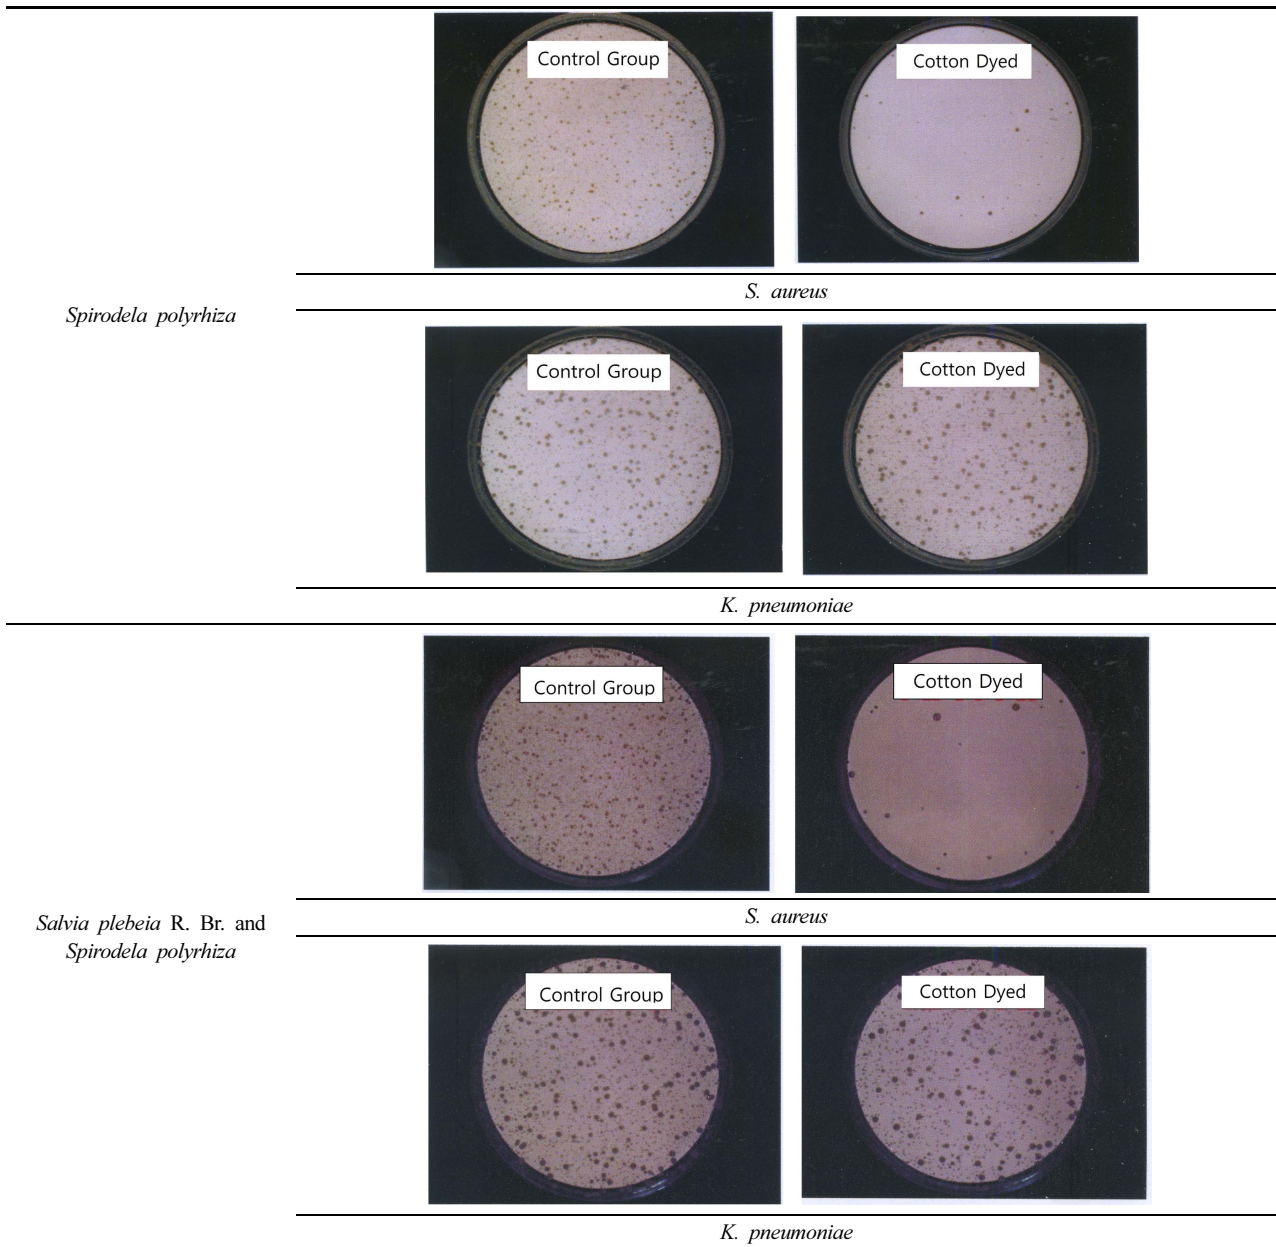 Control Group
Cotton Dyed
S. aureus
Spirodela polyrhiza
Control Group
Cotton Dyed
K. pneumoniae
Control Group
Cotton Dyed
S. aureus
Salvia plebeia R. Br. and
Spirodela polyrhiza
Control Group
Cotton Dyed
K. pneumoniae